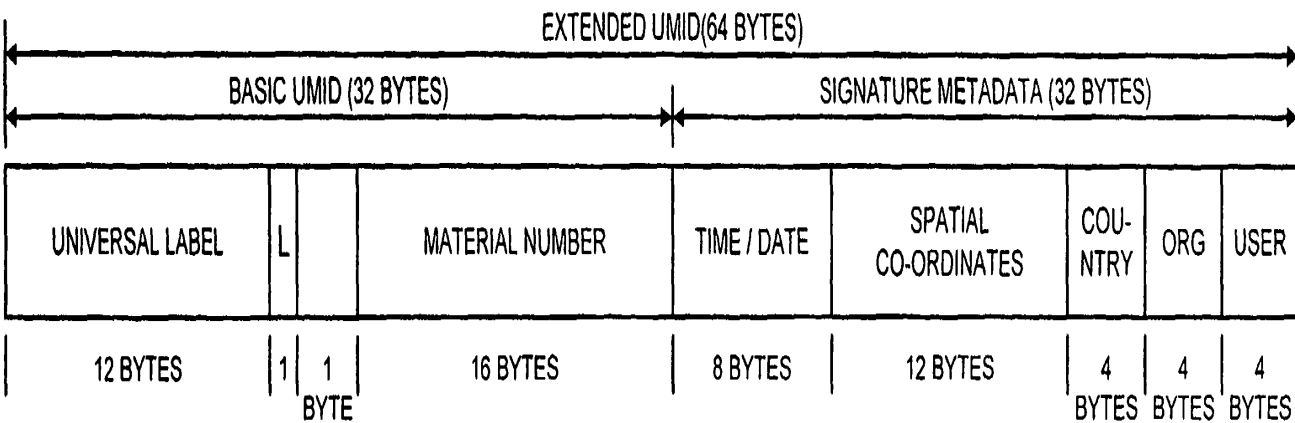 EXTENDED UMID(64 BYTES)
BASIC UMID (32 BYTES)
SIGNATURE METADATA (32 BYTES)
UNIVERSAL LABEL
L
MATERIAL NUMBER
TIME / DATE
SPATIAL
CO-ORDINATES
COU-
NTRY
ORG
USER
12 BYTES
1
1
BYTE
16 BYTES
8 BYTES
12 BYTES
4
BYTES
4
BYTES
4
BYTES